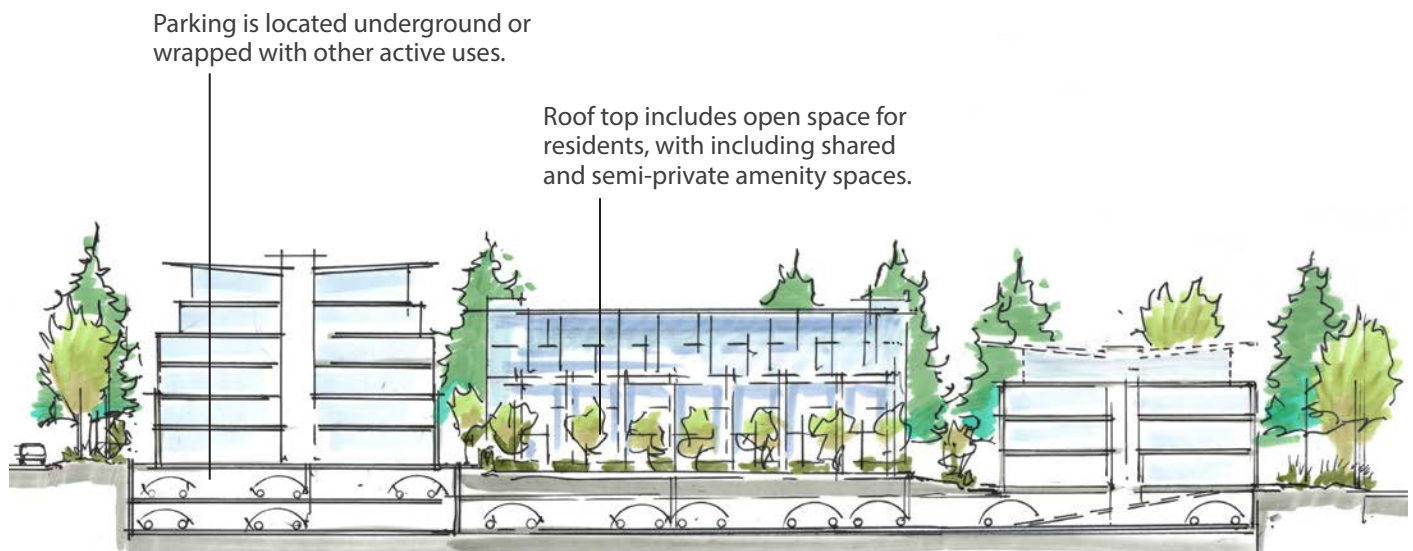 Parking is located underground or
wrapped with other active uses.
Roof top includes open space for
residents, with including shared
and semi-private amenity spaces.